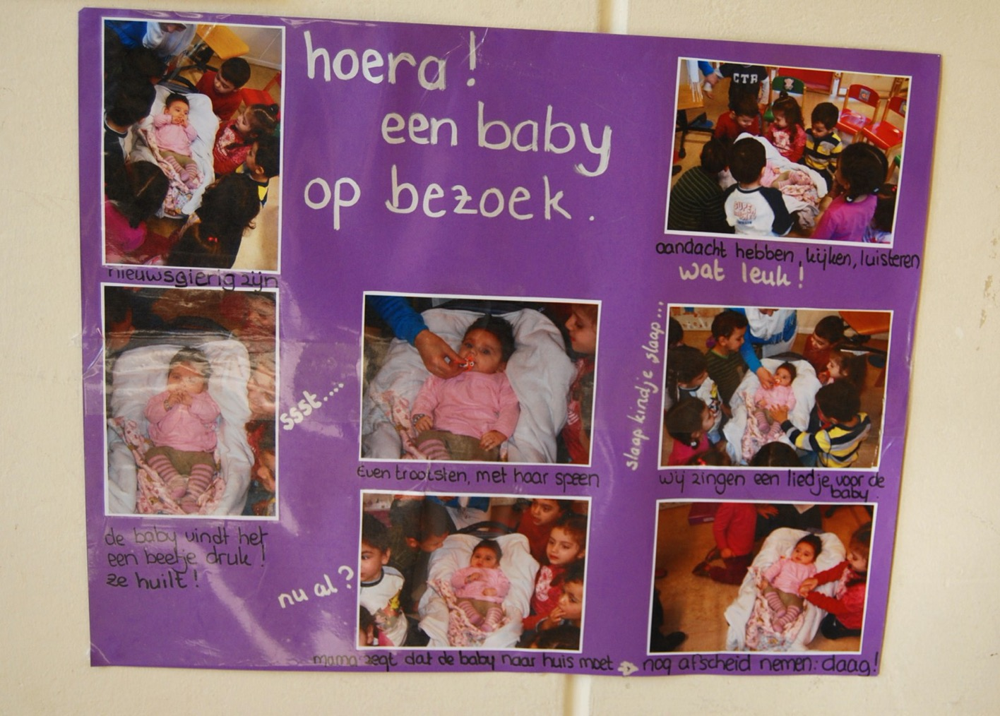 hoera!
een baby
op bezoek.
nieuwsgierig zijn
CTR
SUPER
aandacht hebben, kijken, luisteren
wat leuk!
de baby vindt het
een beetje druk!
ze huilt!
ssst....
Even troosten, met haar speen
slaap kindje slaap...
wij zingen een liedje voor de
baby.
nu al?
mama zegt dat de baby naar huis moet
nog afscheid nemen: daag!